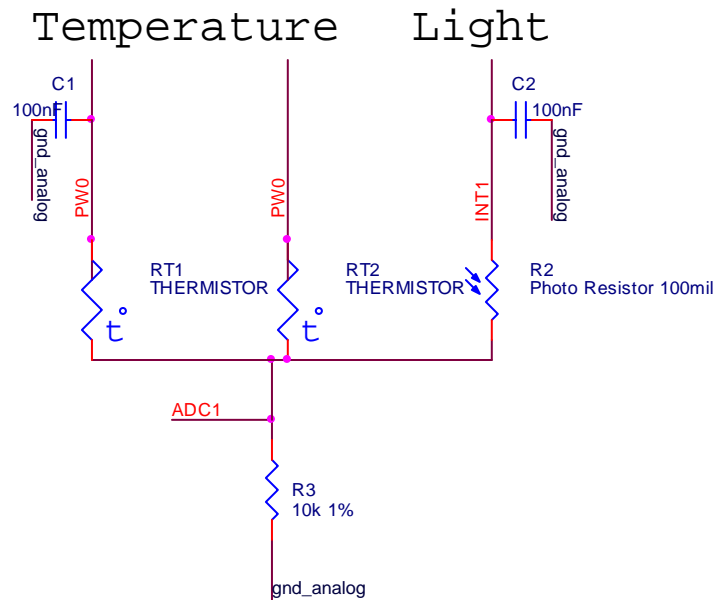 Temperature Light
C1
100nF
gnd_analog
PW0
PW0
C2
100nF
gnd_analog
INT1
RT1
THERMISTOR
t°
RT2
THERMISTOR
t°
R2
Photo Resistor 100mil
ADC1
R3
10k 1%
gnd_analog